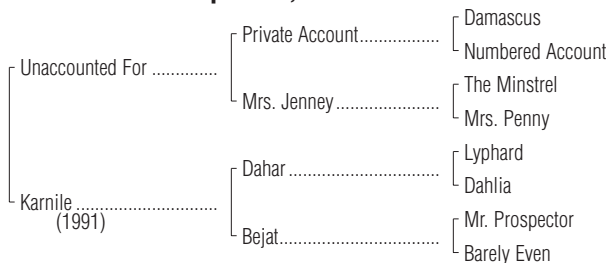 Damascus
Private Account..................
Numbered Account
Unaccounted For ..............
The Minstrel
Mrs. Jenney.......................
Mrs. Penny
Lyphard
Dahar .................................
Dahlia
Karnile ..............................
(1991)
Mr. Prospector
Bejat...................................
Barely Even